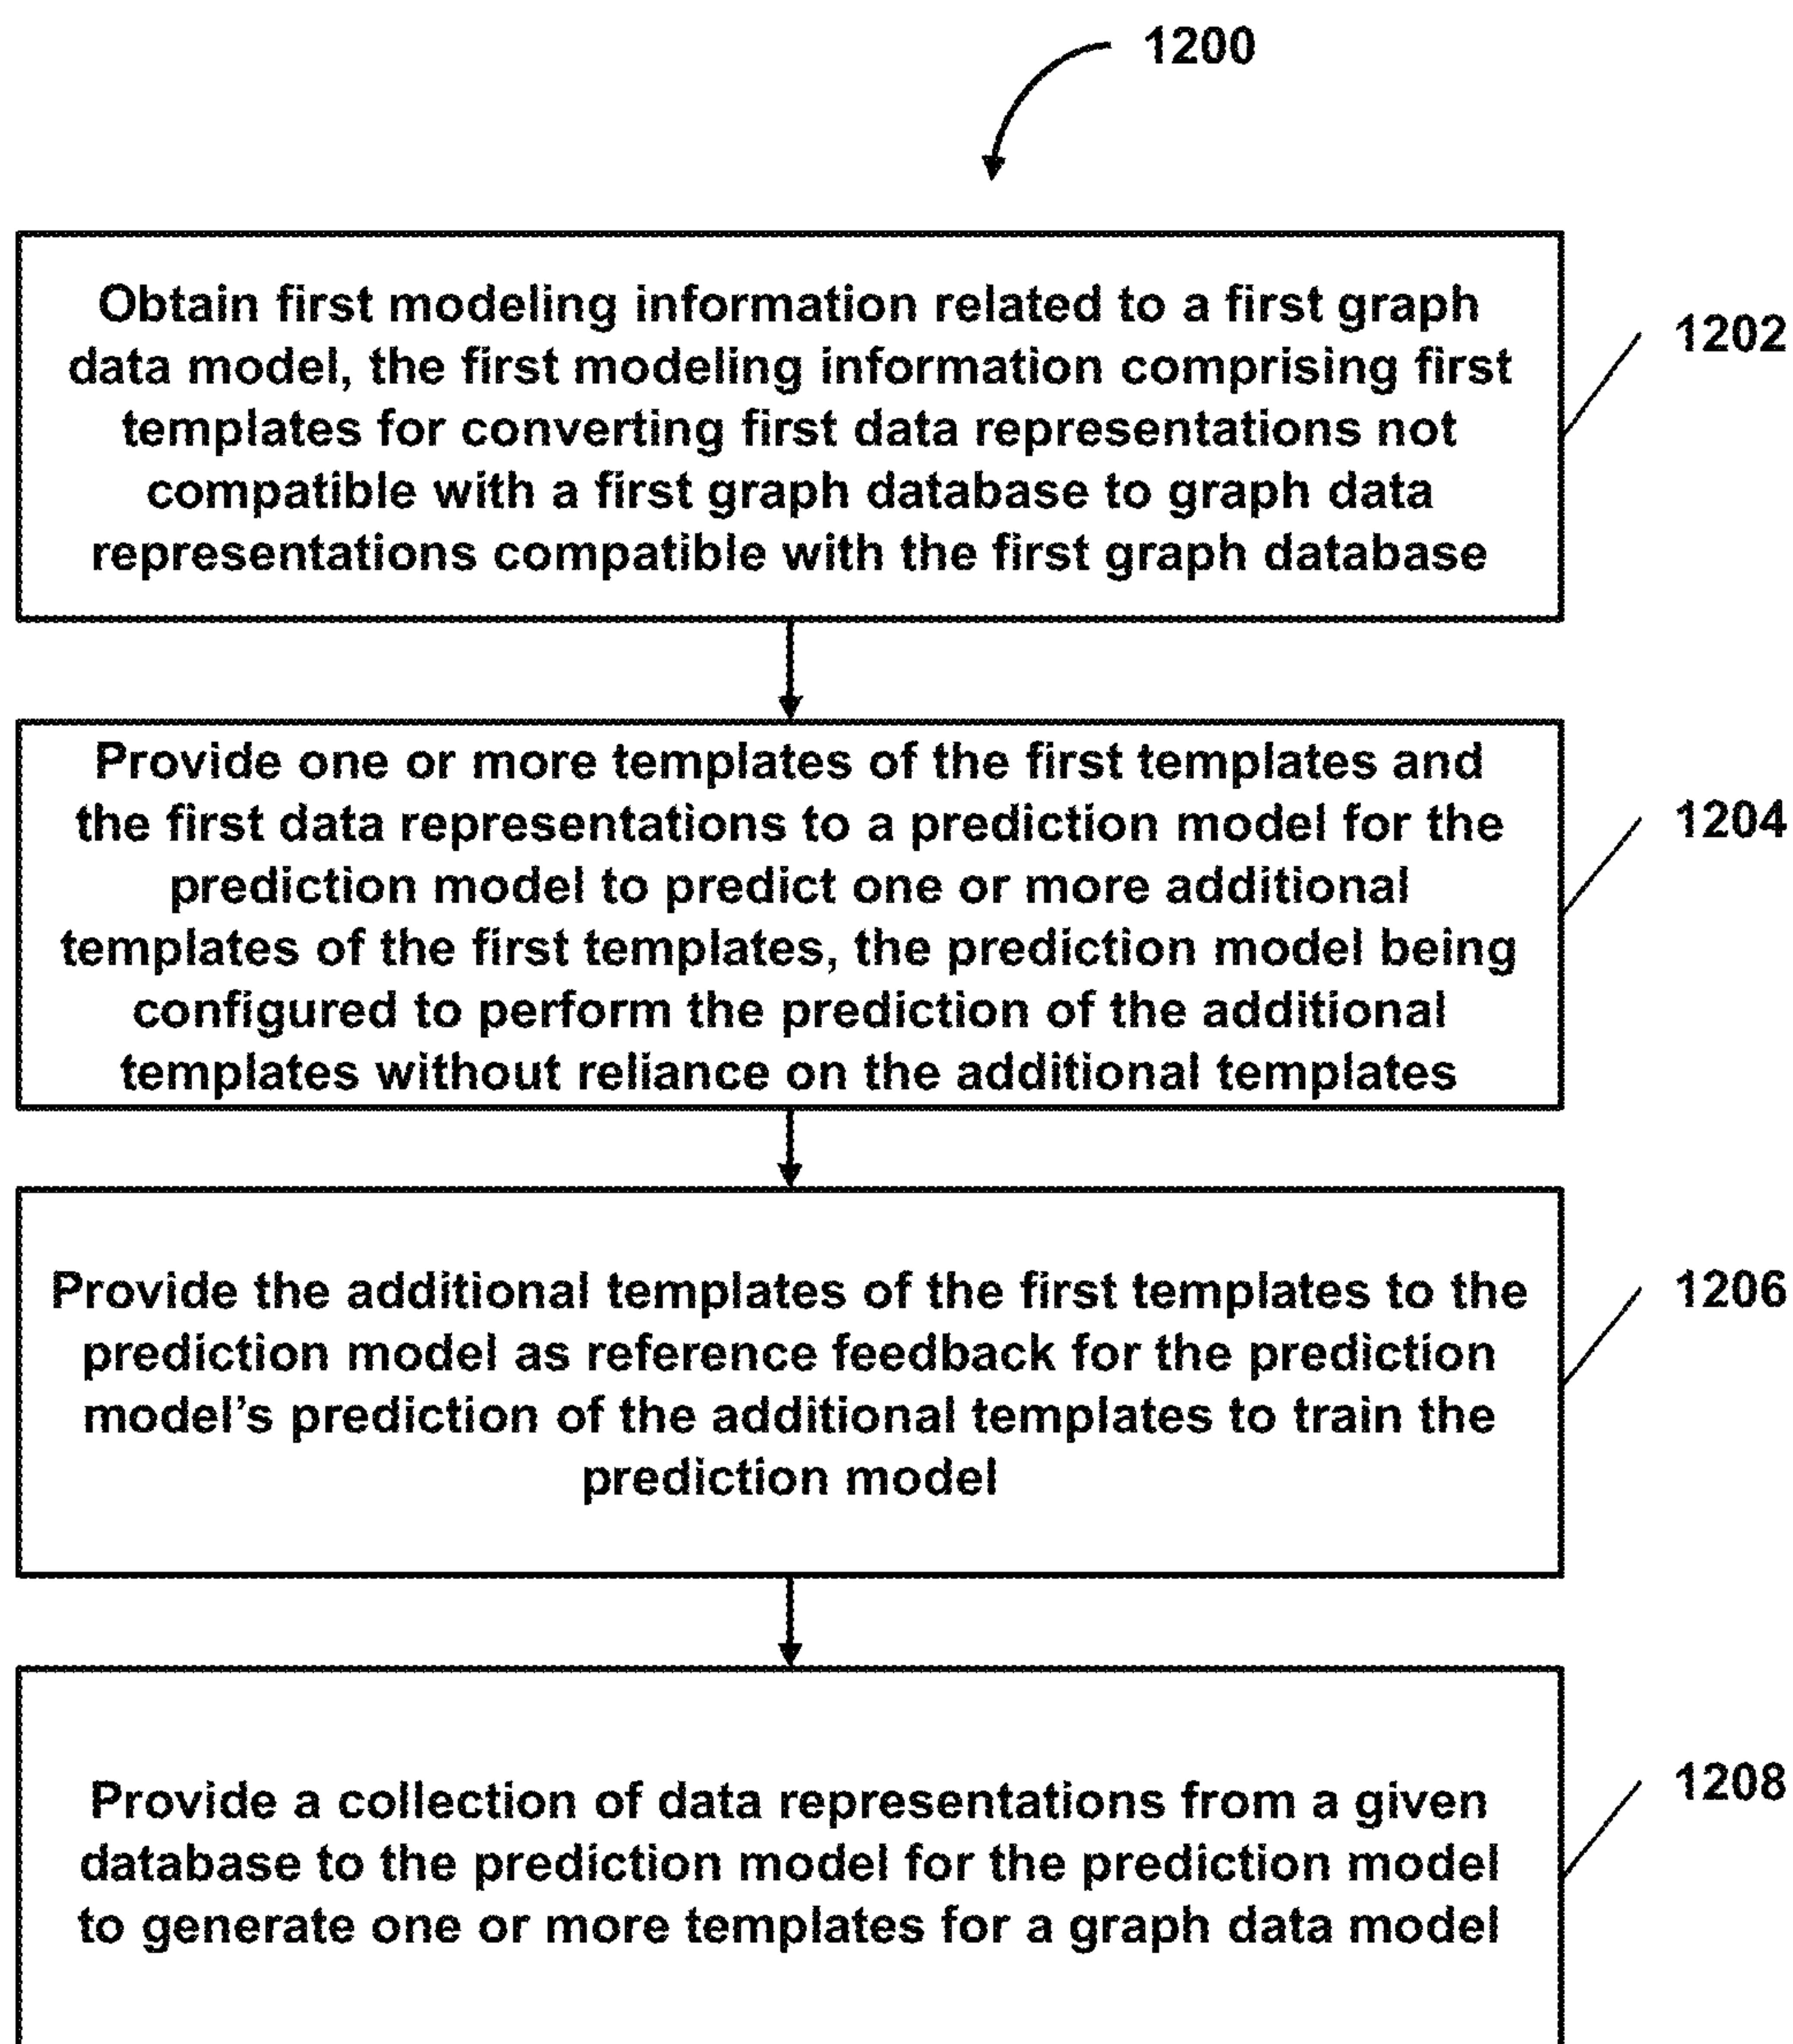 1200
Obtain first modeling information related to a first graph
data model, the first modeling information comprising first
templates for converting first data representations not
compatible with a first graph database to graph data
representations compatible with the first graph database
1202
Provide one or more templates of the first templates and
the first data representations to a prediction model for the
prediction model to predict one or more additional
templates of the first templates, the prediction model being
configured to perform the prediction of the additional
templates without reliance on the additional templates
1204
Provide the additional templates of the first templates to the
prediction model as reference feedback for the prediction
model’s prediction of the additional templates to train the
prediction model
1206
Provide a collection of data representations from a given
database to the prediction model for the prediction model
to generate one or more templates for a graph data model
1208